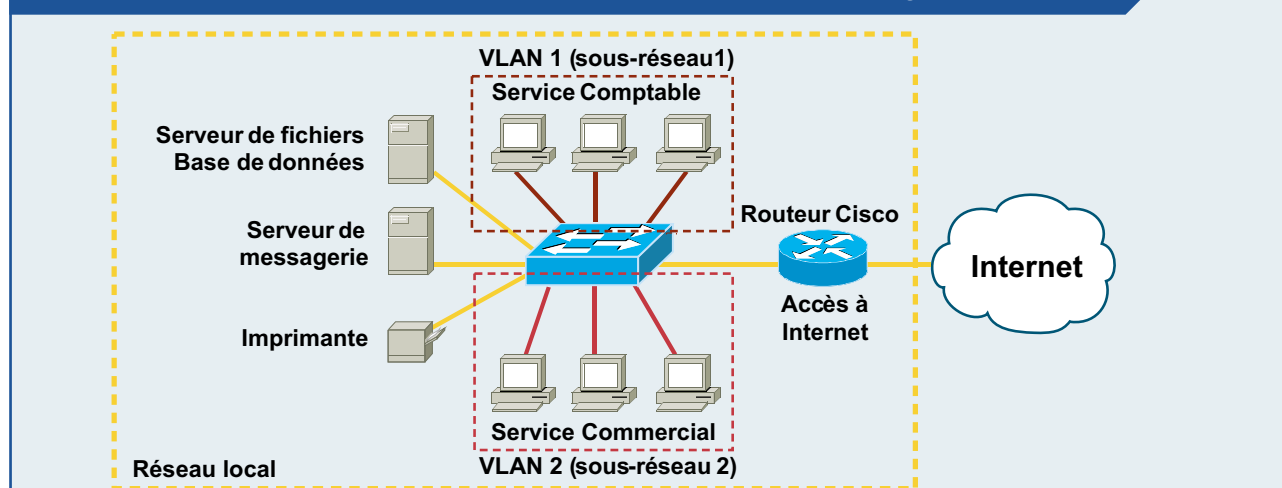 VLAN 1 (sous-réseau1)
Service Comptable
Serveur de fichiers
Base de données
Serveur de
messagerie
Imprimante
Routeur Cisco
Accès à
Internet
Internet
Service Commercial
VLAN 2 (sous-réseau 2)
Réseau local